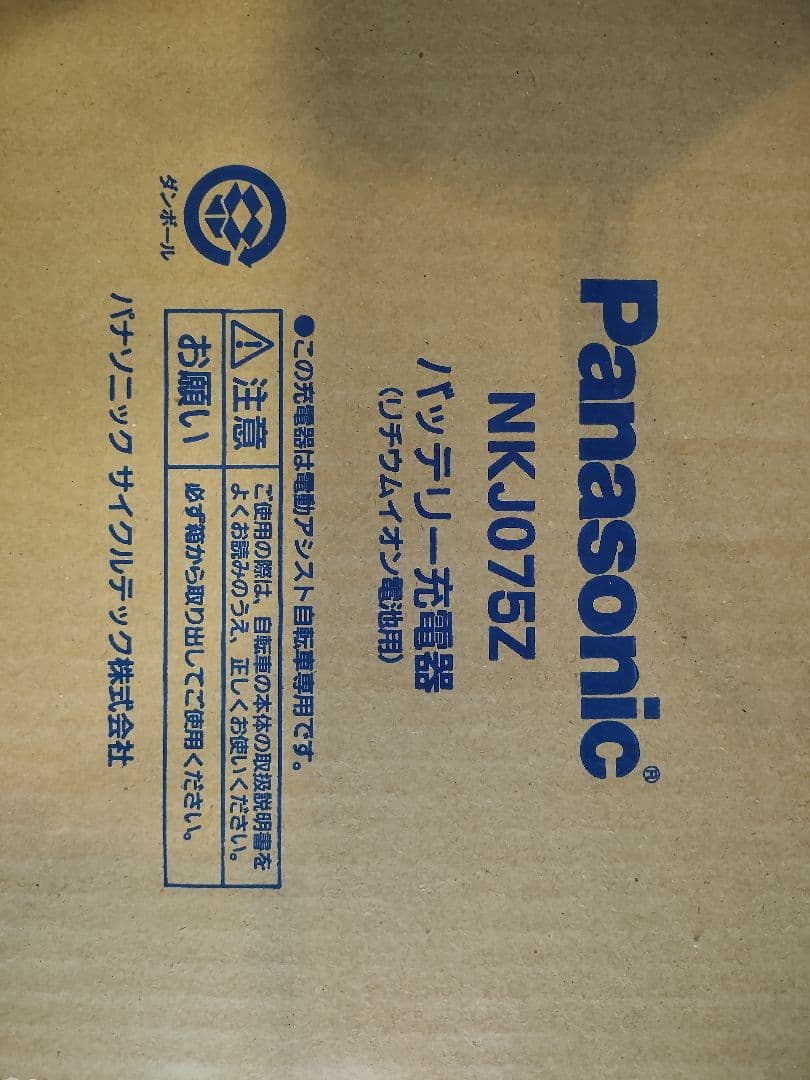 Panasonic®
NKJ075Z
バッテリー充電器
(リチウムイオン電池用)
●この充電器は電動アシスト自転車専用です。
注意
ご使用の際は、自転車の本体の取扱説明書を
よくお読みのうえ、正しくお使いください。
お願い
必ず箱から取り出してご使用ください。
ダンボール
パナソニック サイクルテック株式会社